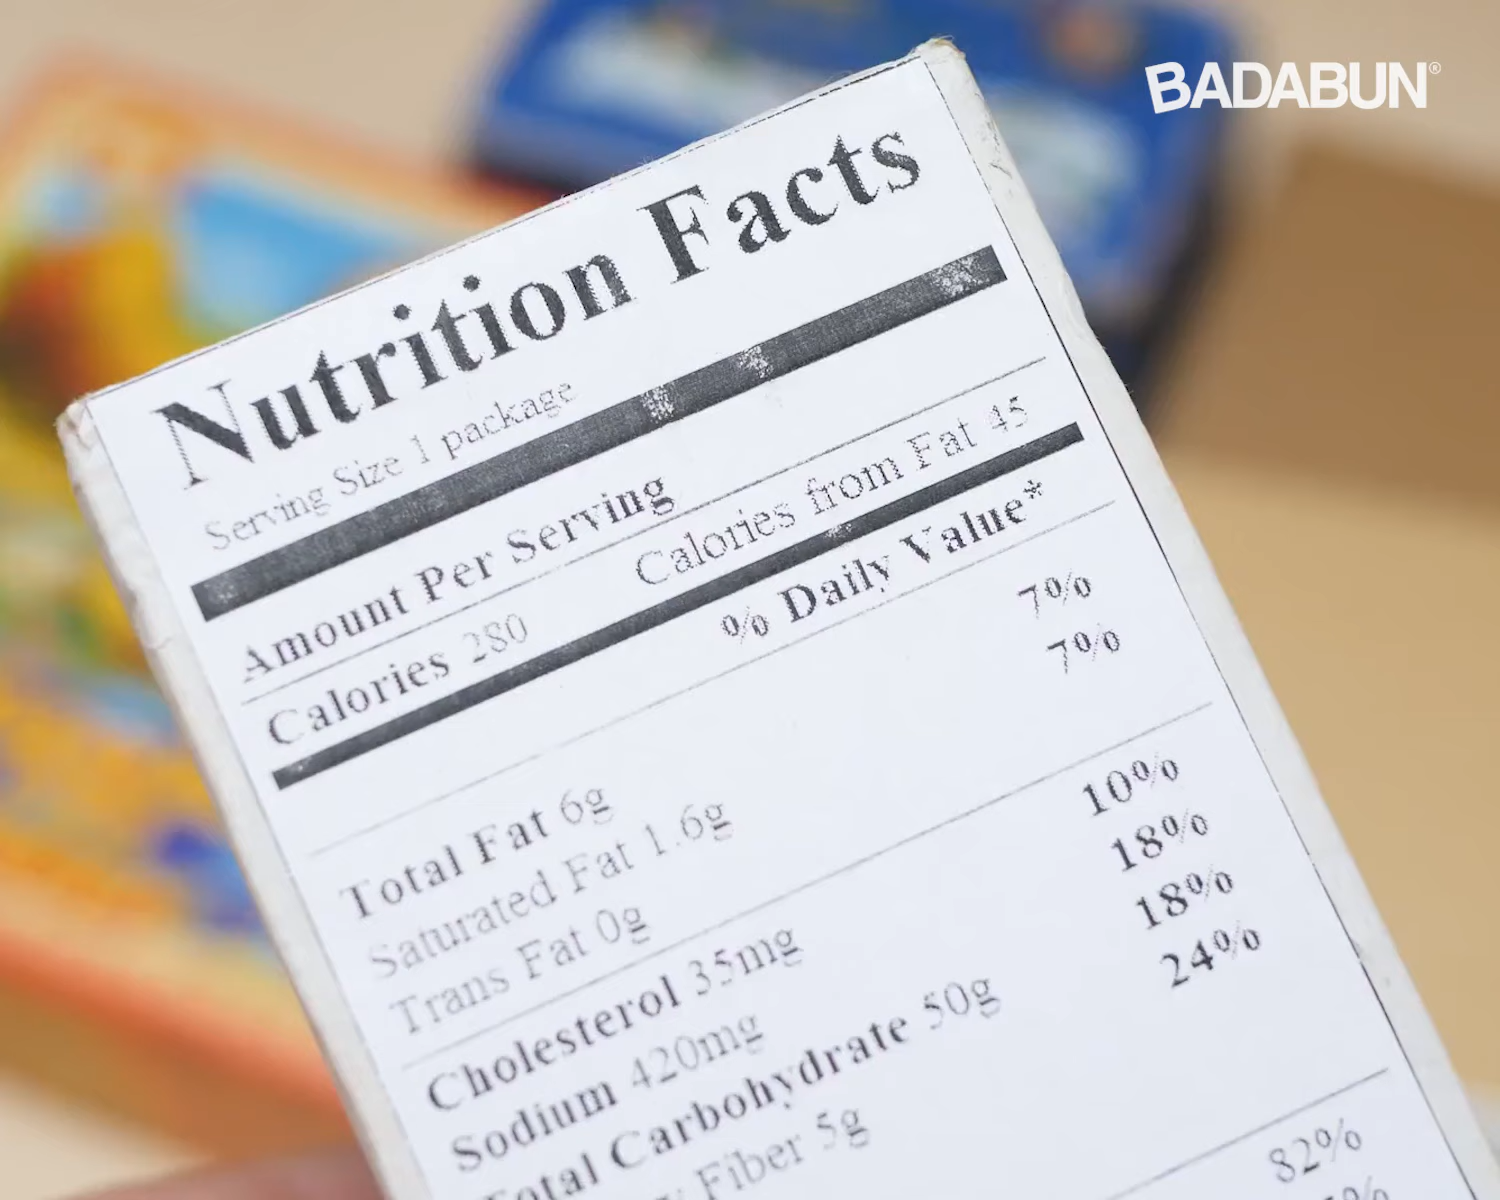 BADABUN®
Nutrition Facts
Serving Size 1 package
Amount Per Serving
Calories 280 Calories from Fat 45
% Daily Value*
Total Fat 6g 7%
Saturated Fat 1.6g 7%
Trans Fat 0g
Cholesterol 35mg 10%
Sodium 420mg 18%
Total Carbohydrate 50g 18%
Fiber 5g 24%
82%